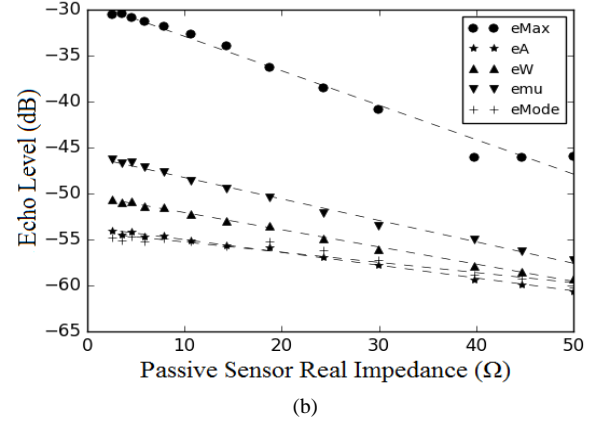 −30
−35
−40
−45
−50
−55
−60
−65
Echo Level (dB)
eMax
eA
eW
emu
eMode
0 10 20 30 40 50
Passive Sensor Real Impedance (Ω)
(b)